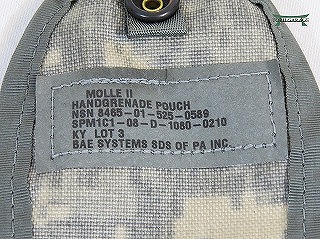 MOLLE II
HANDGRENADE POUCH
NSN 8465-01-525-0589
SPM1C1-08-D-1080-0210
KY LOT 3
BAE SYSTEMS SDS OF PA INC.